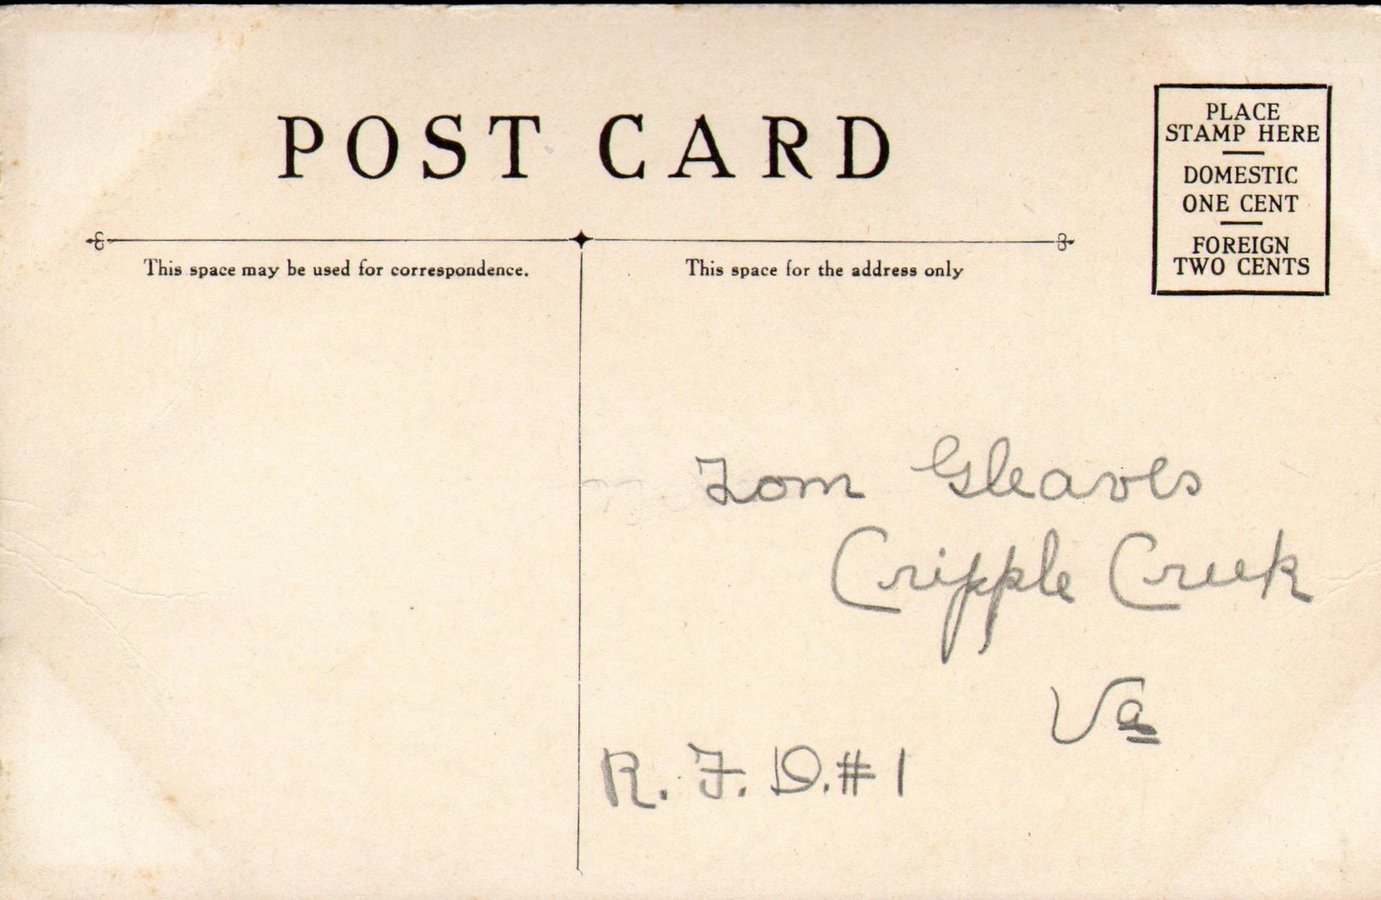 POST CARD
PLACE
STAMP HERE
DOMESTIC
ONE CENT
FOREIGN
TWO CENTS
This space may be used for correspondence.
This space for the address only
Tom Gleaves
Cripple Creek
Va
R. F. D. # 1